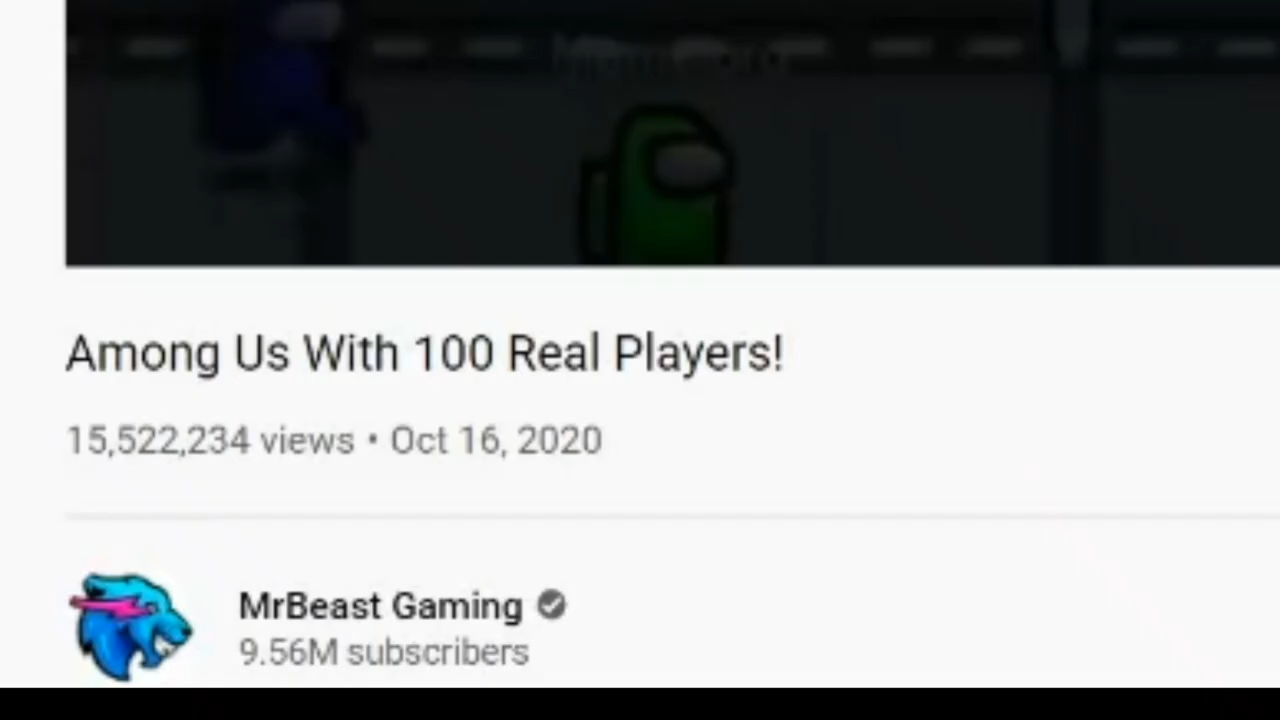 Among Us With 100 Real Players!
15,522,234 views • Oct 16, 2020
MrBeast Gaming
9.56M subscribers